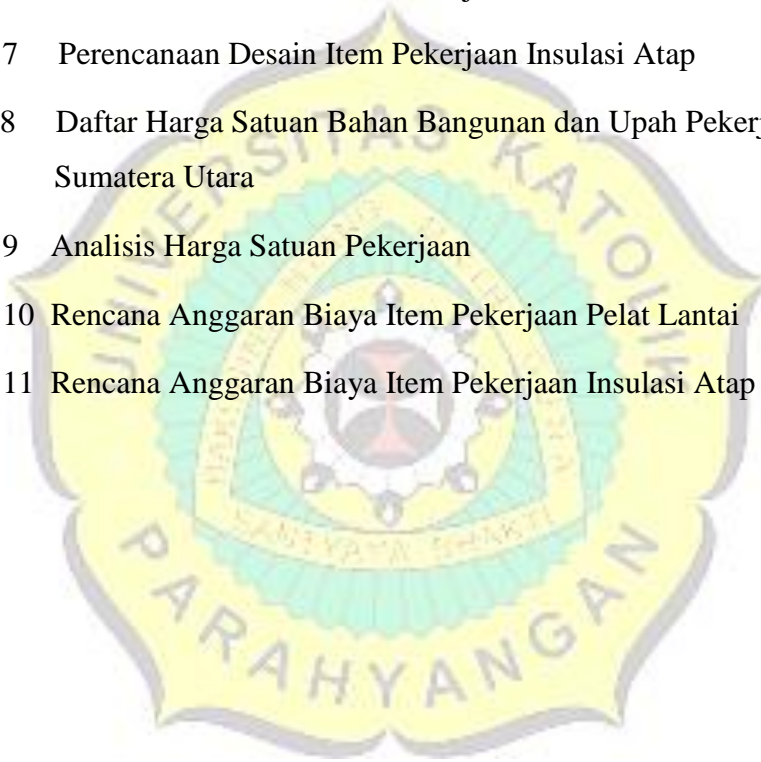 7 Perencanaan Desain Item Pekerjaan Insulasi Atap
8 Daftar Harga Satuan Bahan Bangunan dan Upah
Sumatera Utara
9 Analisis Harga Satuan Pekerjaan
10 Rencana Anggaran Biaya Item Pekerjaan Pelat Lantai
11 Rencana Anggaran Biaya Item Pekerjaan Insulasi Atap
UNIVERSITAS KATOLIK
PARAHYANGAN